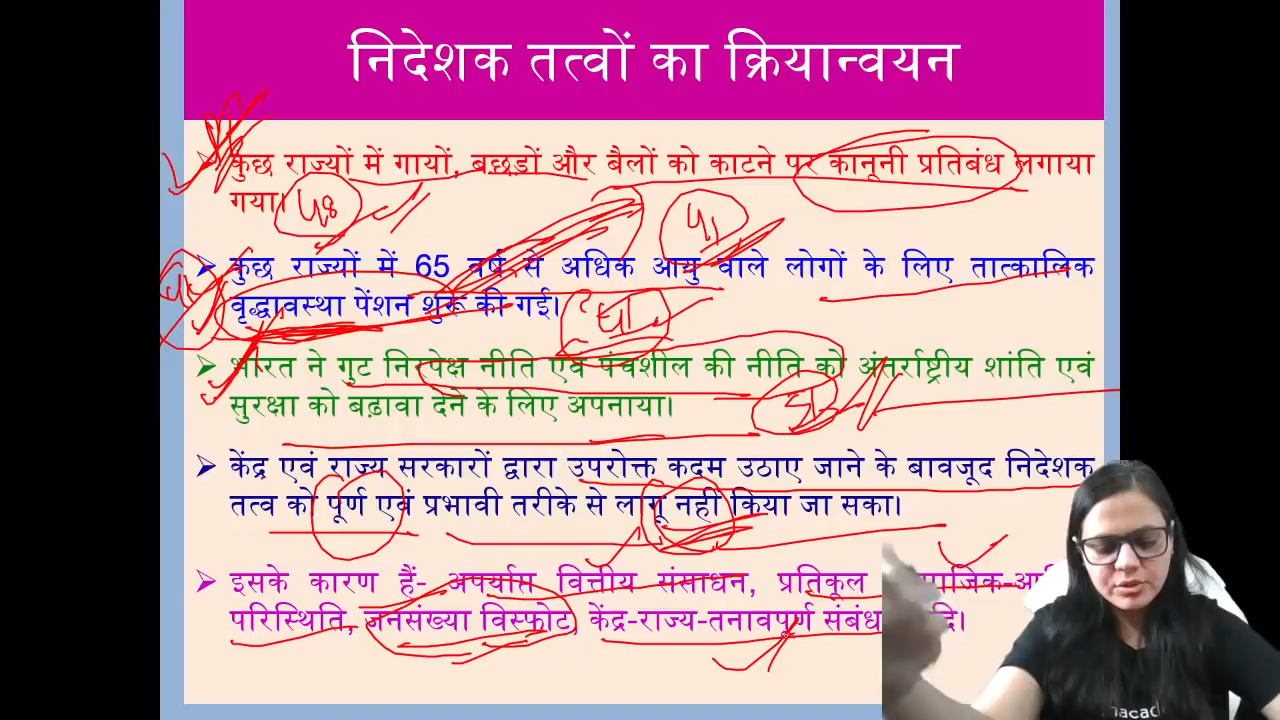 निदेशक तत्वों का क्रियान्वयन
➢ कुछ राज्यों में गायों, बछड़ों और बैलों को काटने पर कानूनी प्रतिबंध लगाया
गया।
48
➢ कुछ राज्यों में 65 वर्ष से अधिक आयु वाले लोगों के लिए तात्कालिक
वृद्धावस्था पेंशन शुरू की गई।
➢ भारत ने गुट निरपेक्ष नीति एवं पंचशील की नीति को अंतर्राष्ट्रीय शांति एवं
सुरक्षा को बढ़ावा देने के लिए अपनाया।
➢ केंद्र एवं राज्य सरकारों द्वारा उपरोक्त कदम उठाए जाने के बावजूद निदेशक
तत्व को पूर्ण एवं प्रभावी तरीके से लागू नहीं किया जा सका।
➢ इसके कारण हैं- अपर्याप्त वित्तीय संसाधन, प्रतिकूल
परिस्थिति, जनसंख्या विस्फोट, केंद्र-राज्य-तनावपूर्ण संबंध